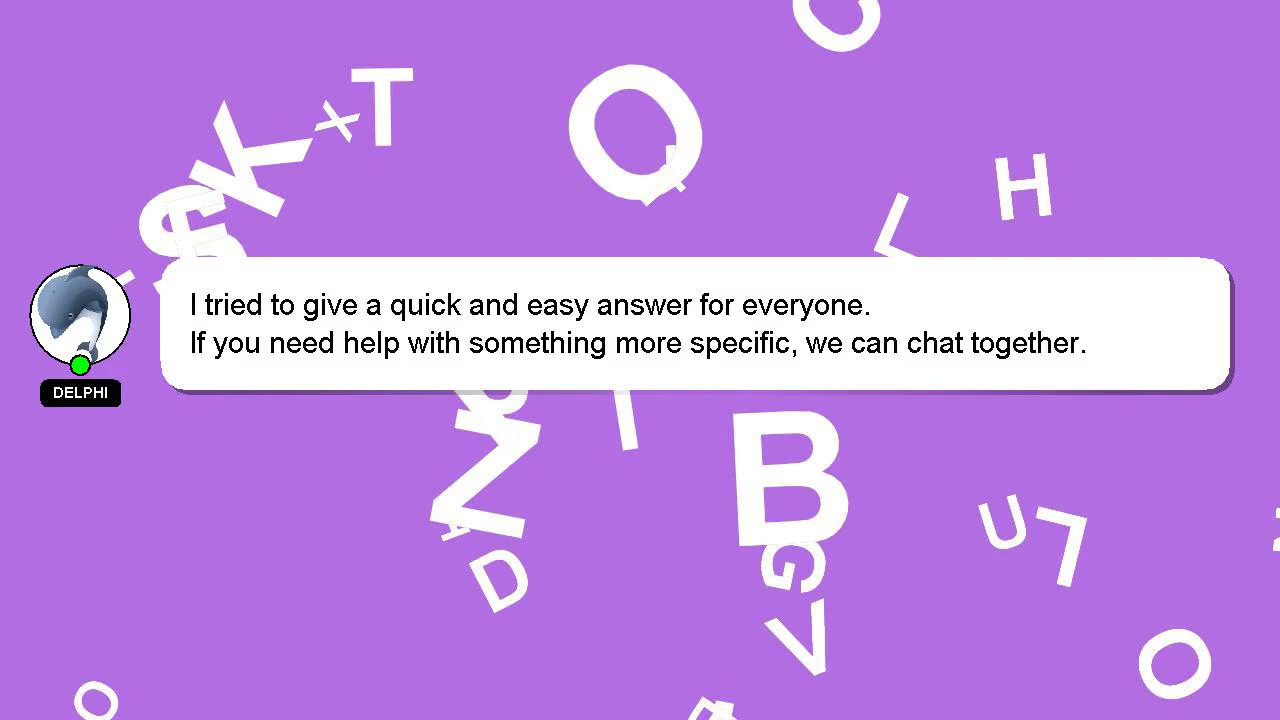 I tried to give a quick and easy answer for everyone.
If you need help with something more specific, we can chat together.
DELPHI